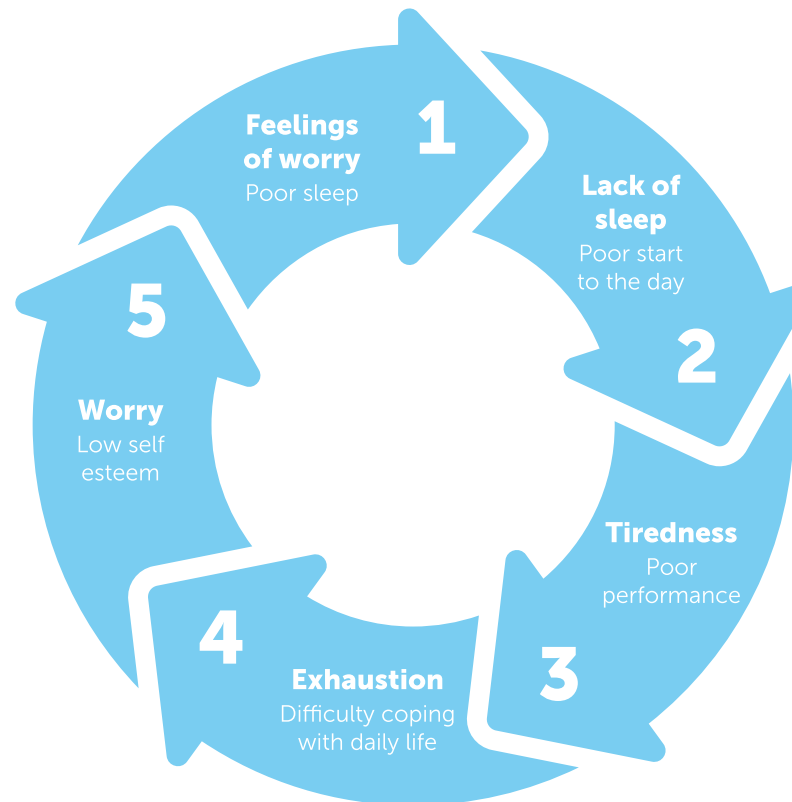 1
Feelings
of worry
Poor sleep
2
Lack of
sleep
Poor start
to the day
3
Tiredness
Poor
performance
4
Exhaustion
Difficulty coping
with daily life
5
Worry
Low self
esteem